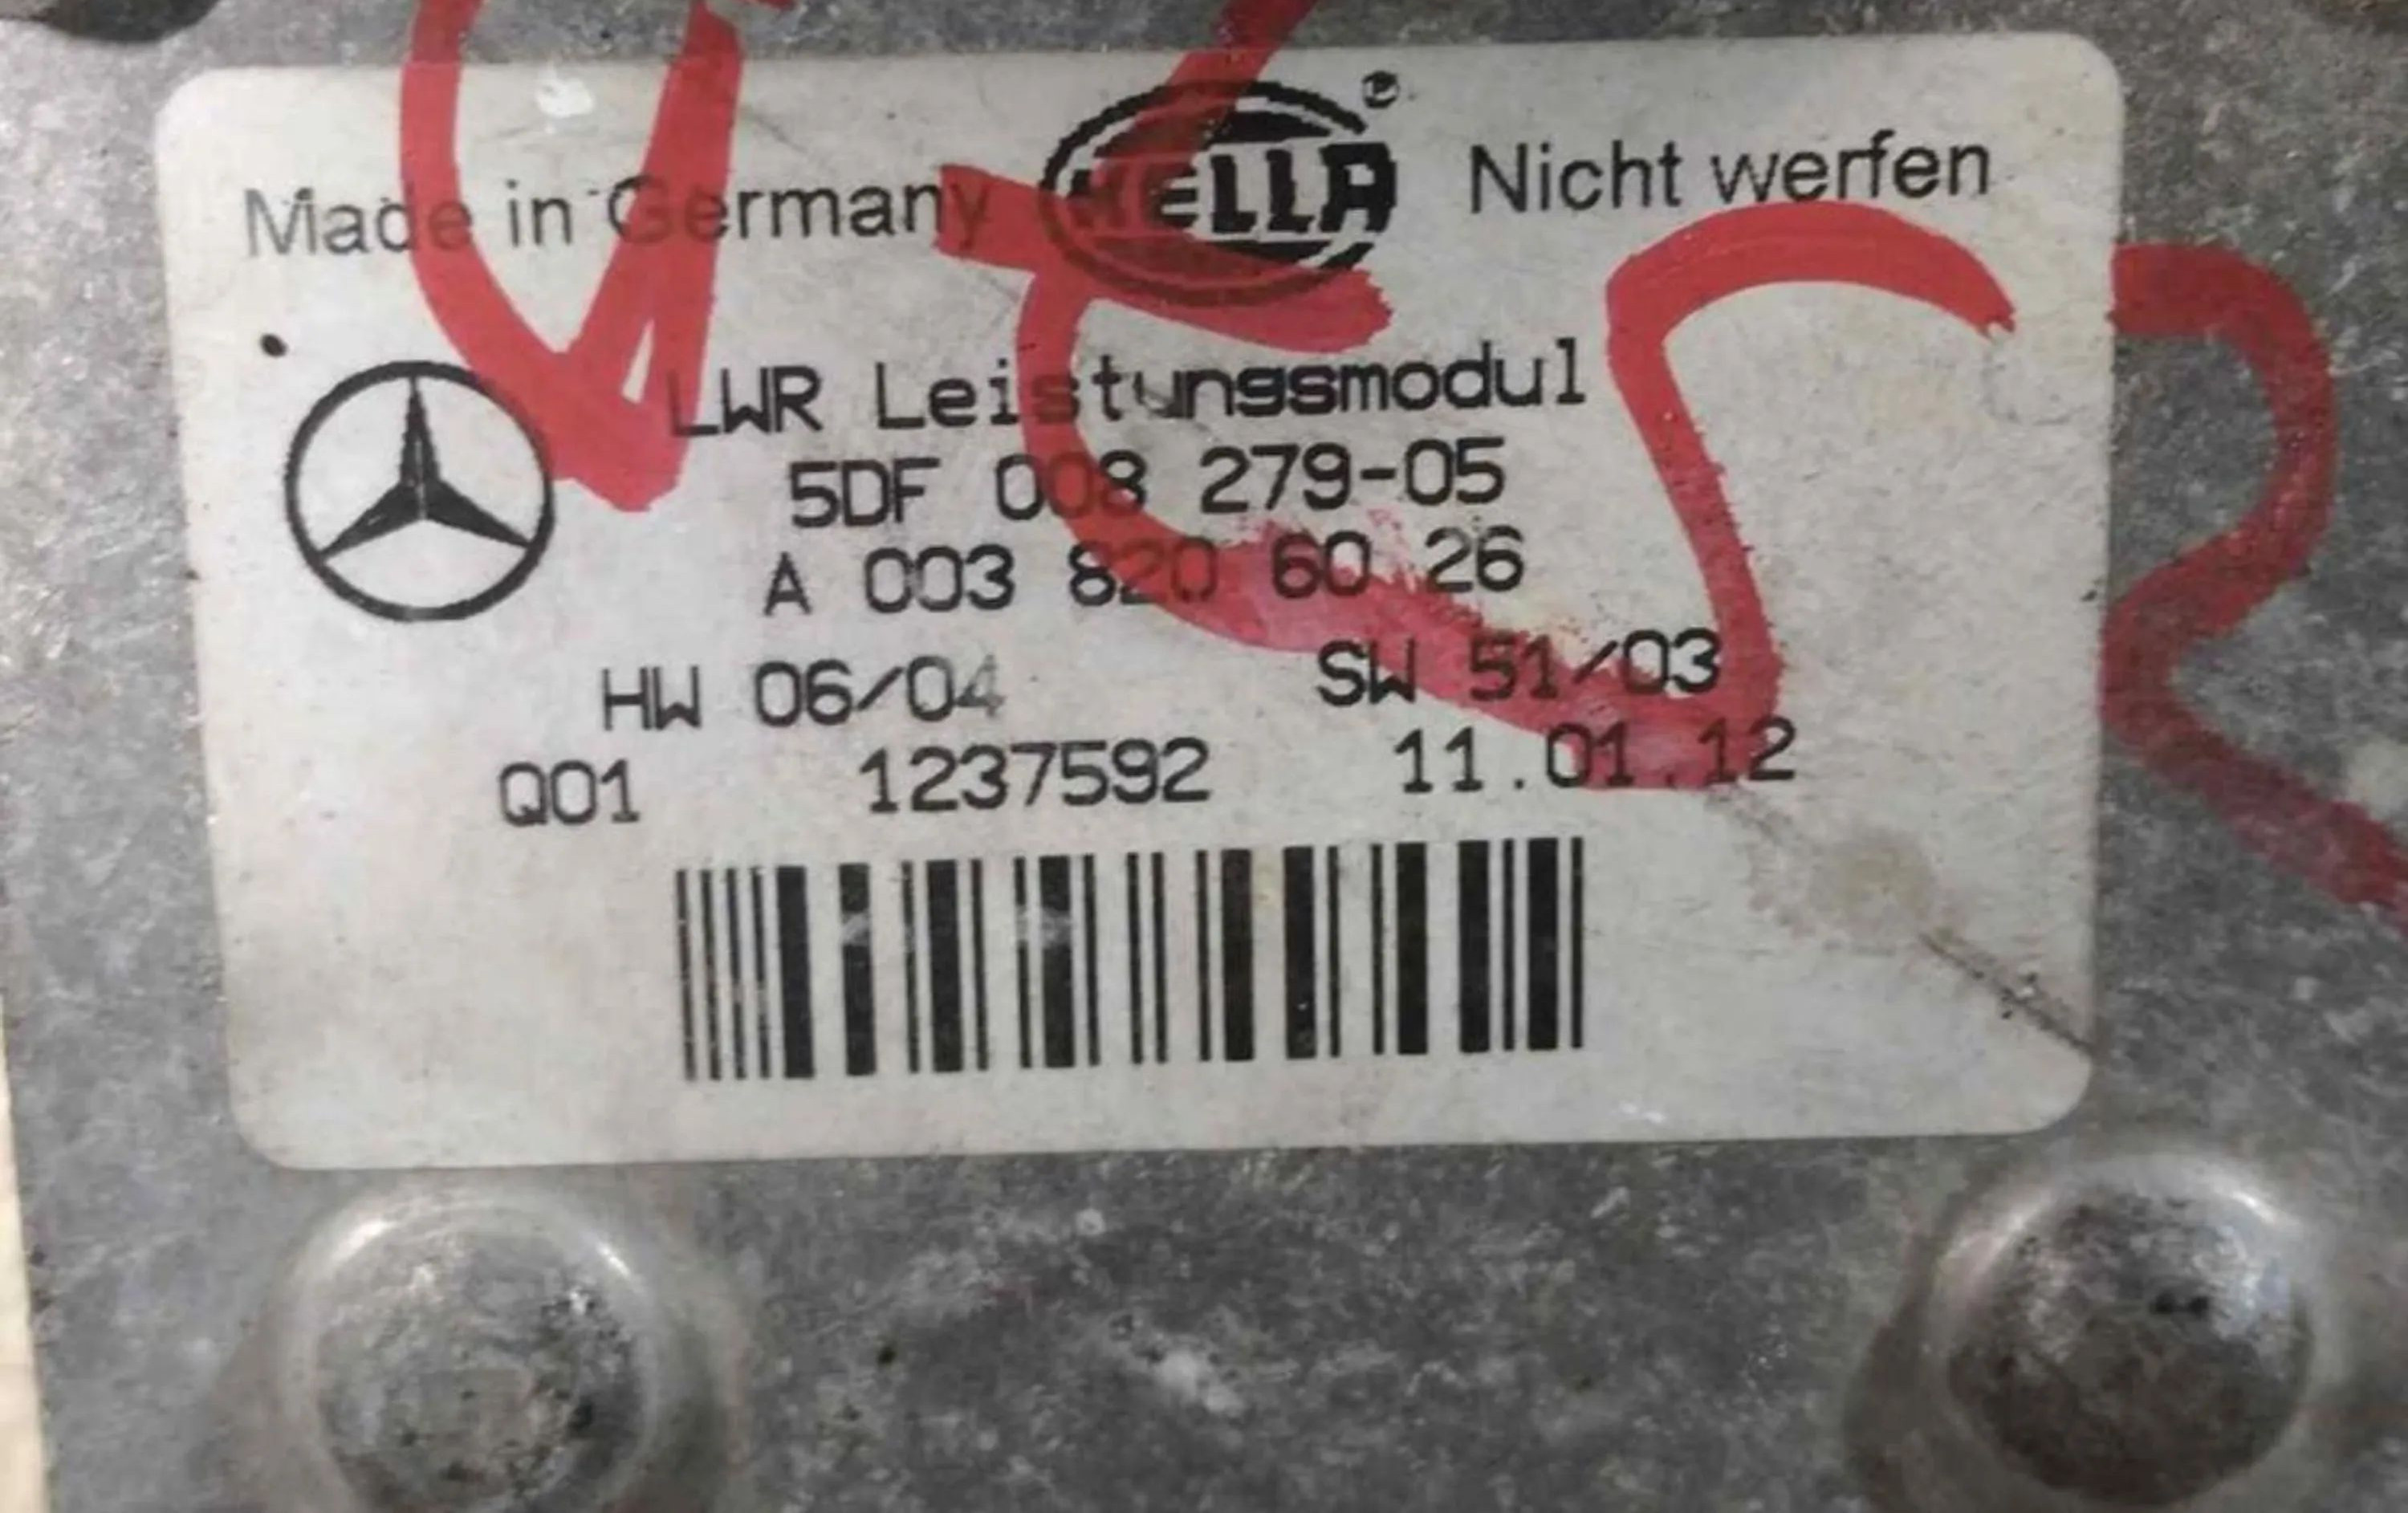 Made in Germany HELLA® Nicht werfen
LWR Leistungsmodul
5DF 008 279-05
A 003 820 60 26
HW 06/04 SW 51/03
Q01 1237592 11.01.12